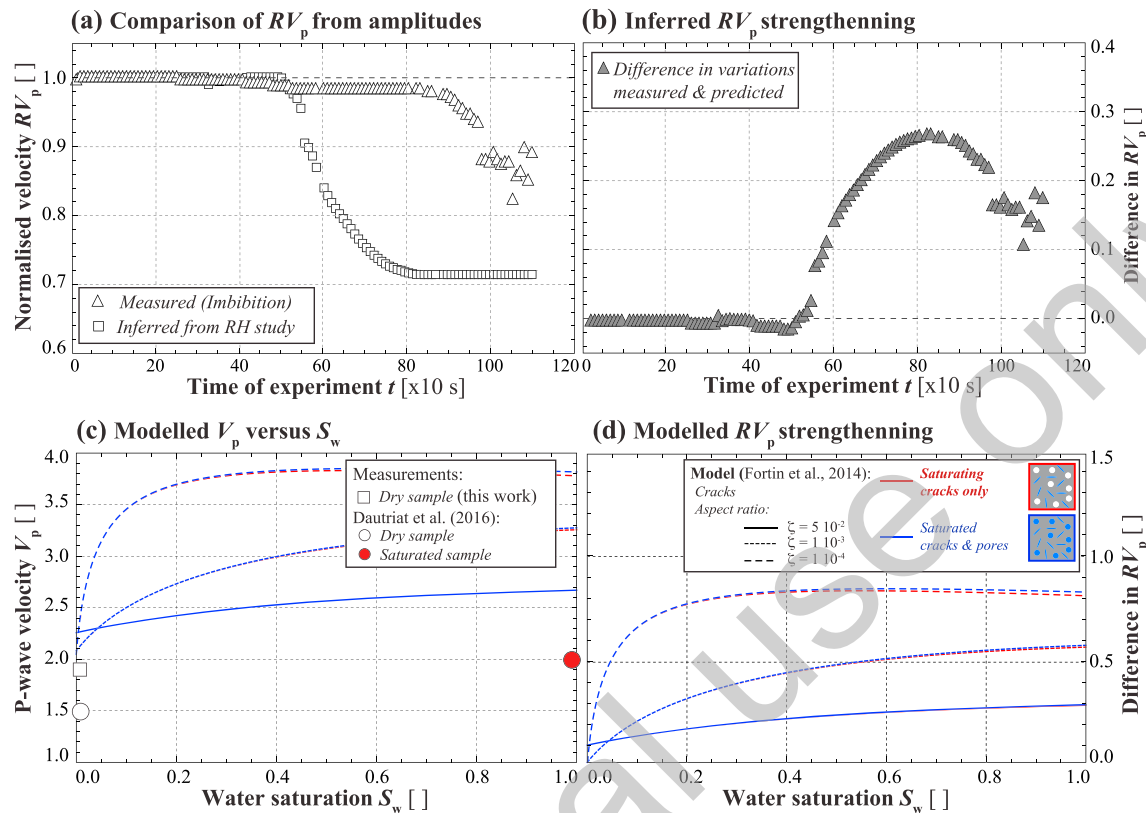 (a) Comparison of RVp from amplitudes
Normalised velocity RVp [ ]
1.0
0.9
0.8
0.7
0.6
Measured (Imbibition)
Inferred from RH study
0 20 40 60 80 100 120
Time of experiment t [x10 s]
(b) Inferred RVp strengthenning
Difference in variations
measured & predicted
0.4
0.3
0.2
0.1
0.0
Difference in RVp [ ]
0 20 40 60 80 100 120
Time of experiment t [x10 s]
(c) Modelled Vp versus Sw
P-wave velocity Vp [ ]
4.0
3.5
3.0
2.5
2.0
1.5
1.0
Measurements:
Dry sample (this work)
Dautriat et al. (2016):
Dry sample
Saturated sample
0.0 0.2 0.4 0.6 0.8 1.0
Water saturation Sw [ ]
(d) Modelled RVp strengthenning
Model (Fortin et al., 2014):
Cracks
Aspect ratio:
ζ = 5 10-2
ζ = 1 10-3
ζ = 1 10-4
Saturating
cracks only
Saturated
cracks & pores
1.5
1.0
0.5
0.0
Difference in RVp [ ]
0.2 0.4 0.6 0.8 1.0
Water saturation Sw [ ]
al use onl